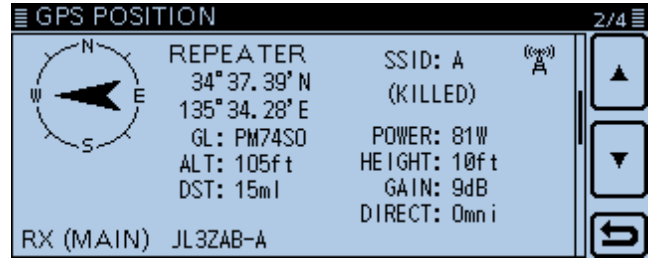 GPS POSITION 2/4
N
W E
S
REPEATER
34°37.39'N
135°34.28'E
GL: PM74SO
ALT: 105ft
DST: 15ml
SSID: A
(KILLED)
POWER: 81W
HEIGHT: 10ft
GAIN: 9dB
DIRECT: Omni
RX (MAIN) JL3ZAB-A